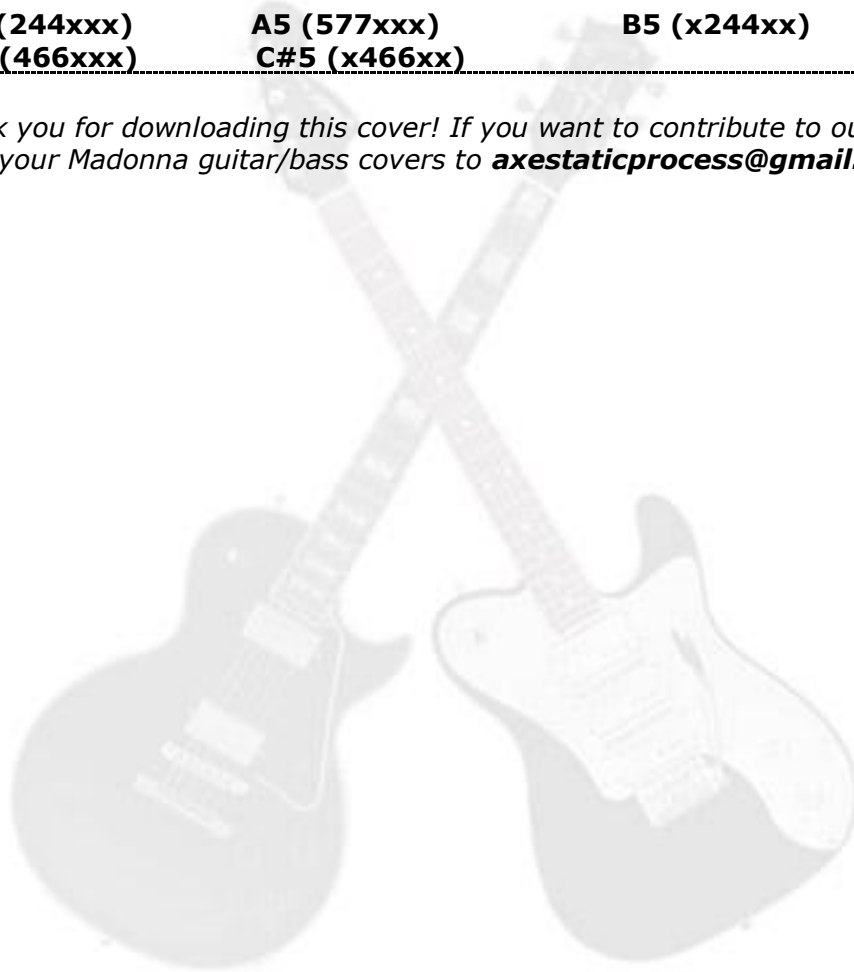 (244xxx) A5 (577xxx) B5 (x244xx)
(466xxx) C#5 (x466xx)
k you for downloading this cover! If you want to contribute to ou
your Madonna guitar/bass covers to axestaticprocess@gmail.